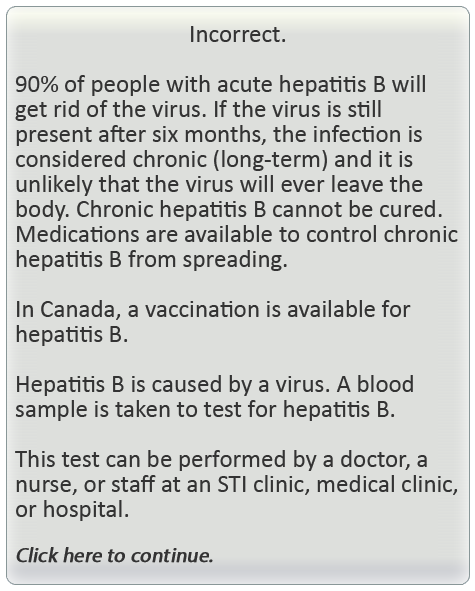 Incorrect.
90% of people with acute hepatitis B will
get rid of the virus. If the virus is still
present after six months, the infection is
considered chronic (long-term) and it is
unlikely that the virus will ever leave the
body. Chronic hepatitis B cannot be cured.
Medications are available to control chronic
hepatitis B from spreading.
In Canada, a vaccination is available for
hepatitis B.
Hepatitis B is caused by a virus. A blood
sample is taken to test for hepatitis B.
This test can be performed by a doctor, a
nurse, or staff at an STI clinic, medical clinic,
or hospital.
Click here to continue.